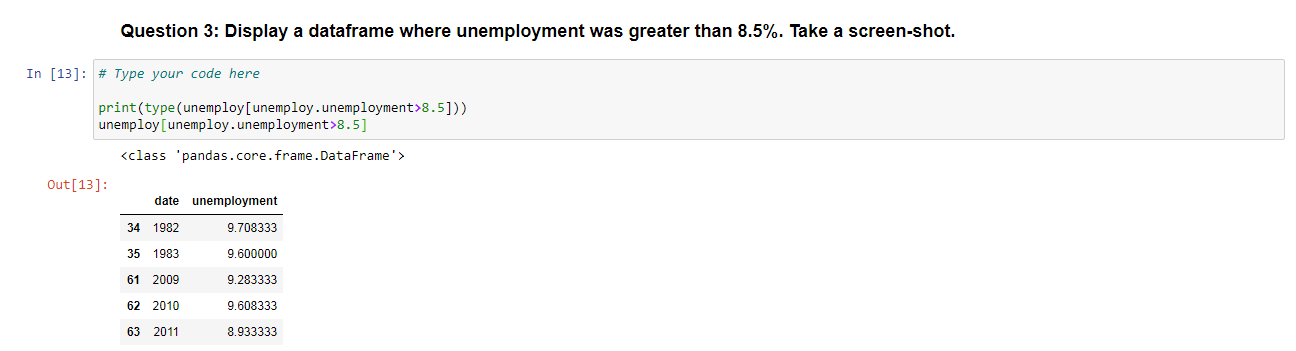 Question 3: Display a dataframe where unemployment was greater than 8.5%. Take a screen-shot.
In [13]: # Type your code here
print(type(unemploy[unemploy.unemployment>8.5]))
unemploy[unemploy.unemployment>8.5]
<class 'pandas.core.frame.DataFrame'>
Out[13]:
date unemployment
34 1982 9.708333
35 1983 9.600000
61 2009 9.283333
62 2010 9.608333
63 2011 8.933333